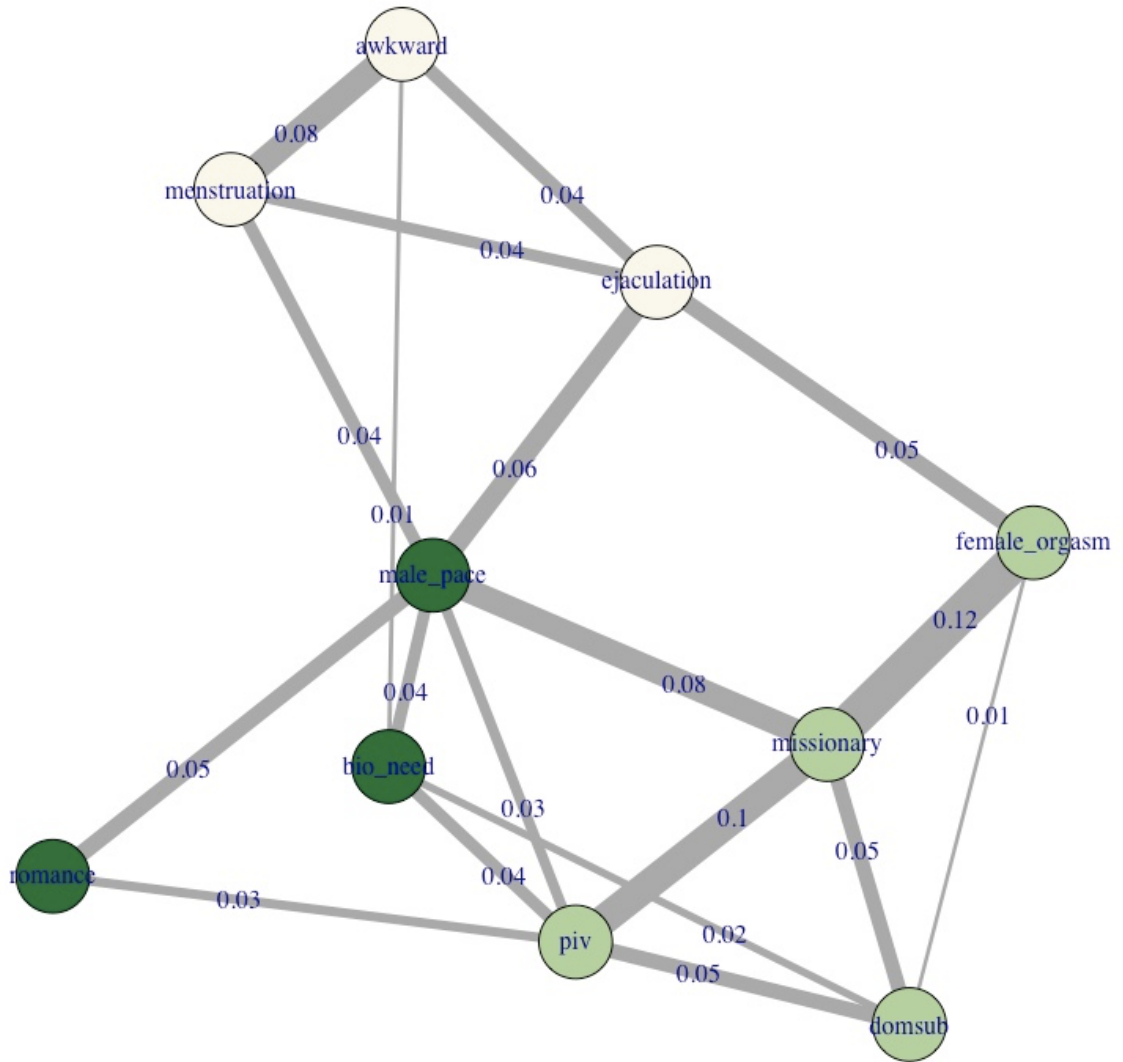 awkward
0.08
menstruation
0.04
0.04
ejaculation
0.04
0.06
0.05
0.01
female_orgasm
male_pace
0.12
0.08
0.04
0.01
missionary
bio_need
0.05
0.03
0.1
0.05
0.04
romance
0.03
0.02
piv
0.05
domsub